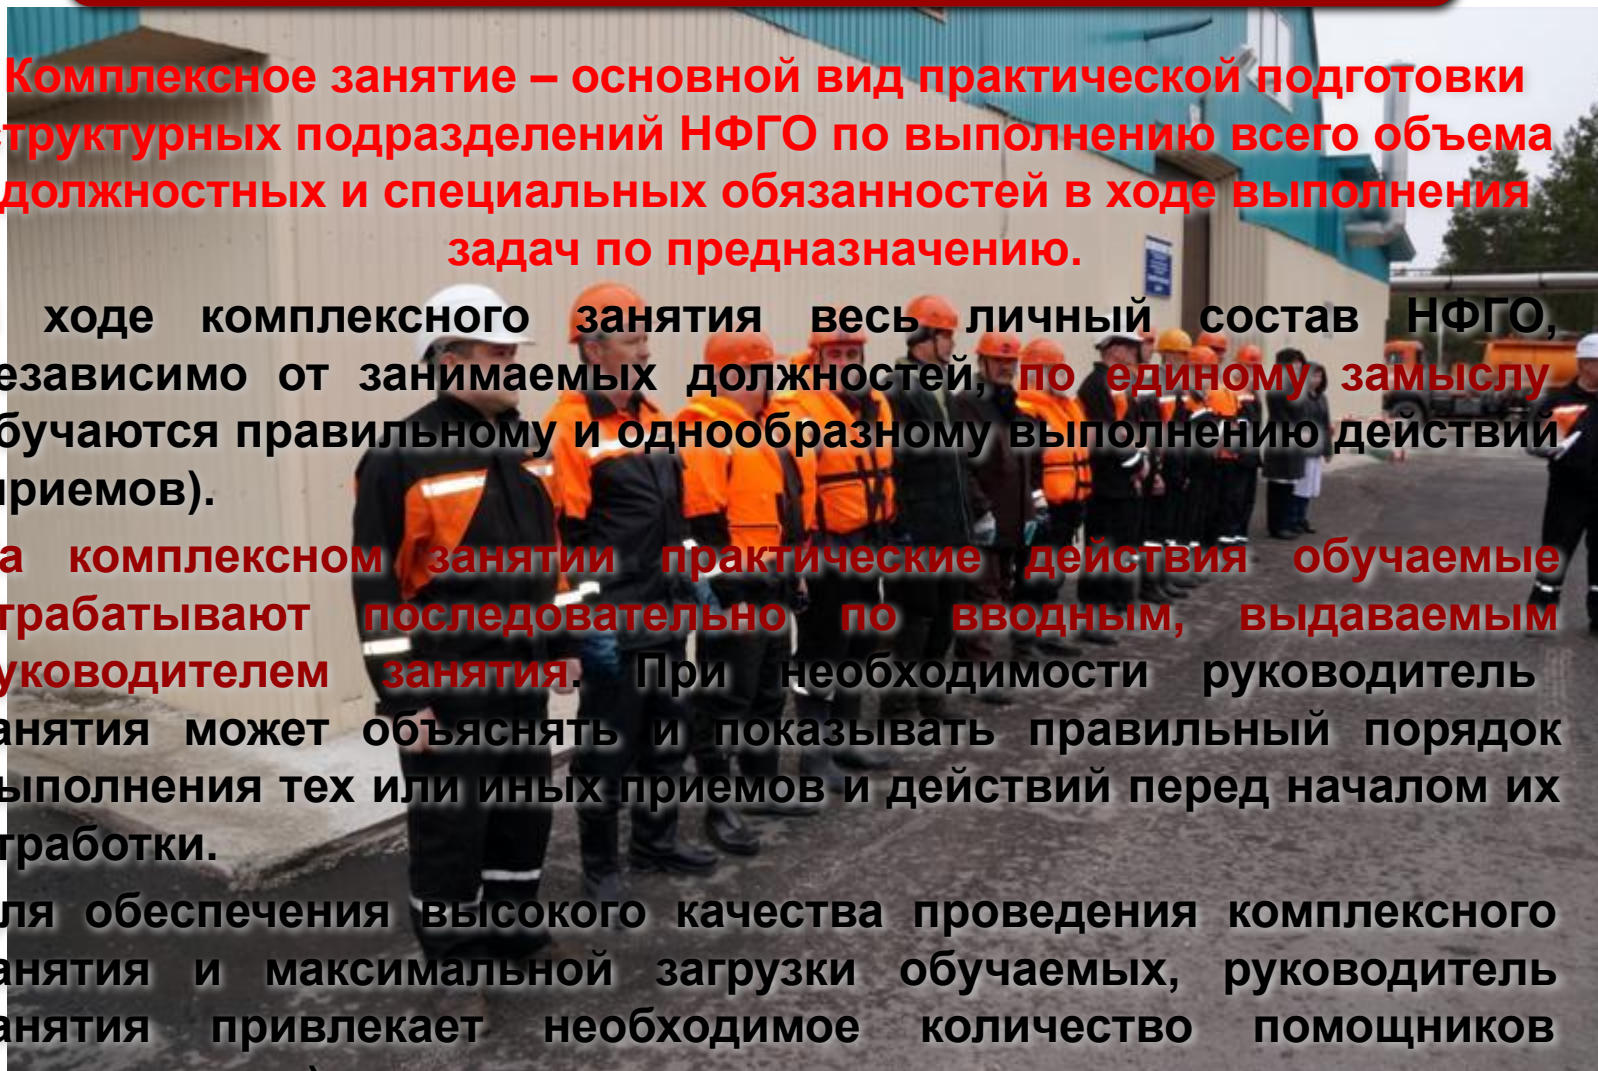 Комплексное занятие – основной вид практической подготовки
структурных подразделений НФГО по выполнению всего объема
должностных и специальных обязанностей в ходе выполнения
задач по предназначению.
ходе комплексного занятия весь личный состав НФГО,
езависимо от занимаемых должностей, по единому замыслу
бучаются правильному и однообразному выполнению действий
приемов).
а комплексном занятии практические действия обучаемые
трабатывают последовательно по вводным, выдаваемым
уководителем занятия. При необходимости руководитель
анятия может объяснять и показывать правильный порядок
ыполнения тех или иных приемов и действий перед началом их
тработки.
ля обеспечения высокого качества проведения комплексного
анятия и максимальной загрузки обучаемых, руководитель
анятия привлекает необходимое количество помощников